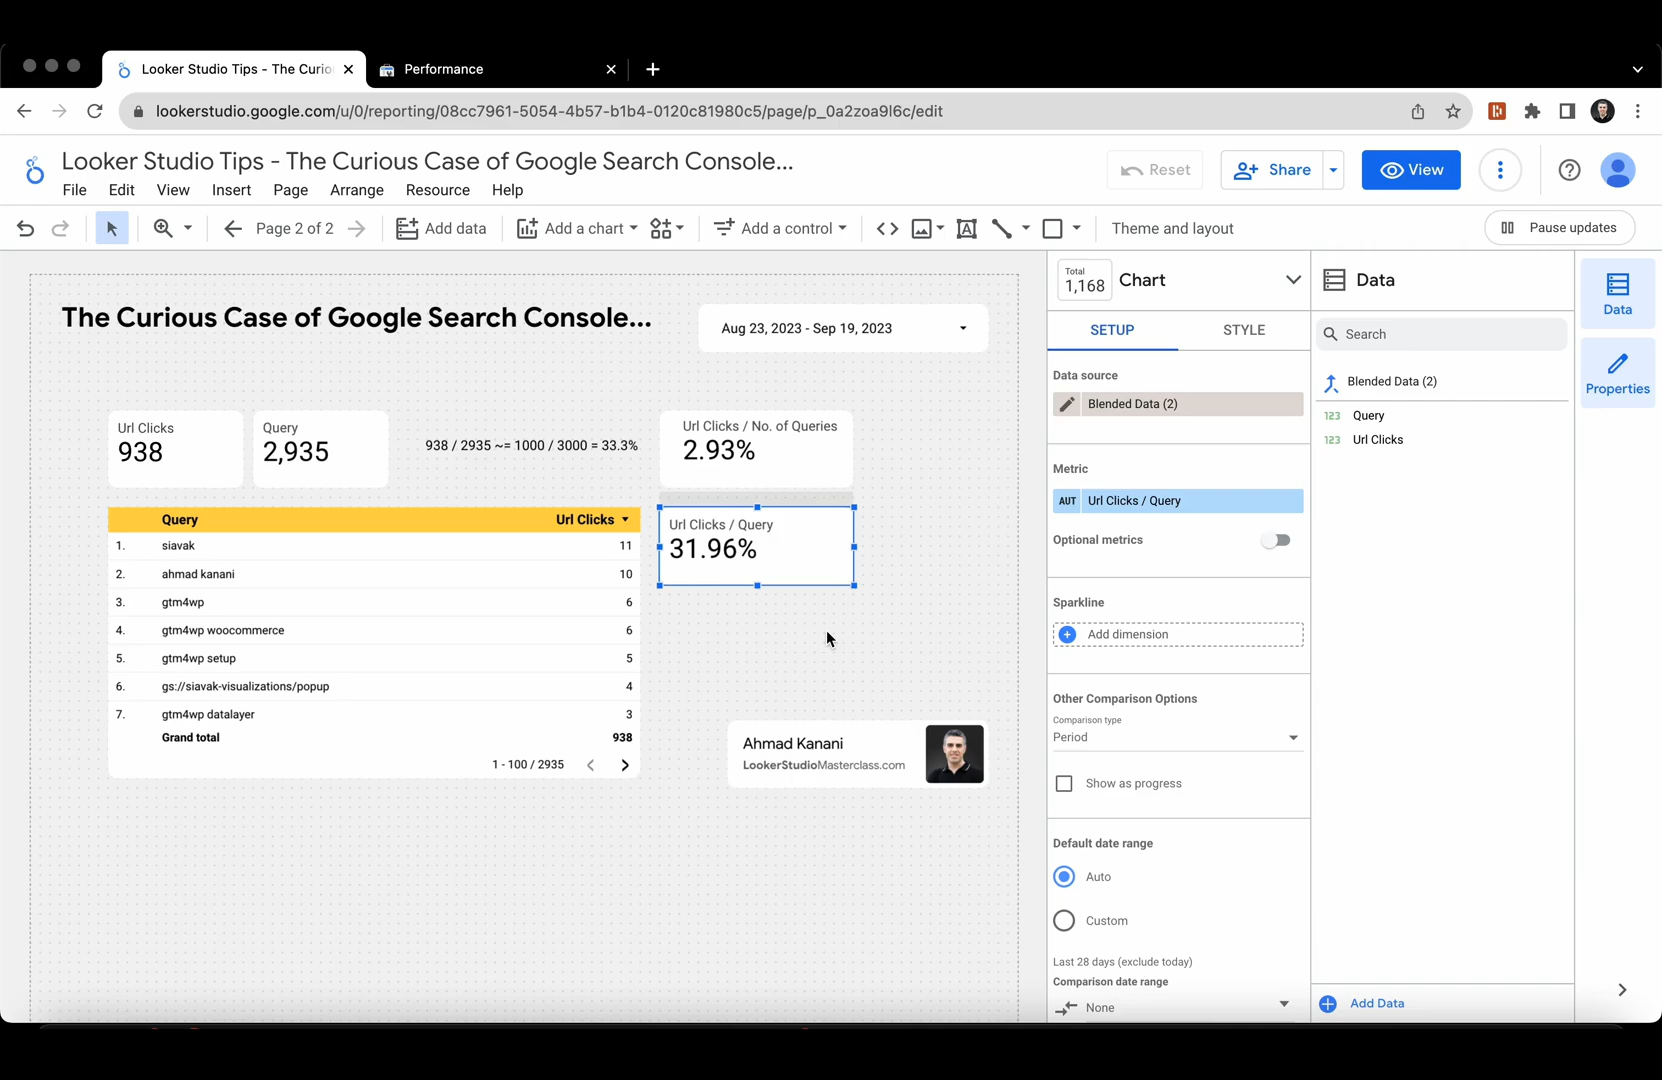 Looker Studio Tips - The Curio
Performance
lookerstudio.google.com/u/0/reporting/08cc7961-5054-4b57-b1b4-0120c81980c5/page/p_0a2zoa9l6c/edit
Looker Studio Tips - The Curious Case of Google Search Console...
Reset
Share
View
File Edit View Insert Page Arrange Resource Help
Page 2 of 2
Add data
Add a chart
Add a control
Theme and layout
Pause updates
The Curious Case of Google Search Console...
Aug 23, 2023 - Sep 19, 2023
Url Clicks
938
Query
2,935
938 / 2935 ~= 1000 / 3000 = 33.3%
Url Clicks / No. of Queries
2.93%
Url Clicks / Query
31.96%
Query Url Clicks
1. siavak 11
2. ahmad kanani 10
3. gtm4wp 6
4. gtm4wp woocommerce 6
5. gtm4wp setup 5
6. gs://siavak-visualizations/popup 4
7. gtm4wp datalayer 3
Grand total 938
1 - 100 / 2935
Ahmad Kanani
LookerStudioMasterclass.com
Total
1,168
Chart
SETUP STYLE
Data source
Blended Data (2)
Metric
AUT Url Clicks / Query
Optional metrics
Sparkline
Add dimension
Other Comparison Options
Comparison type
Period
Show as progress
Default date range
Auto
Custom
Last 28 days (exclude today)
Comparison date range
None
Data
Search
Blended Data (2)
123 Query
123 Url Clicks
Add Data
Data
Properties